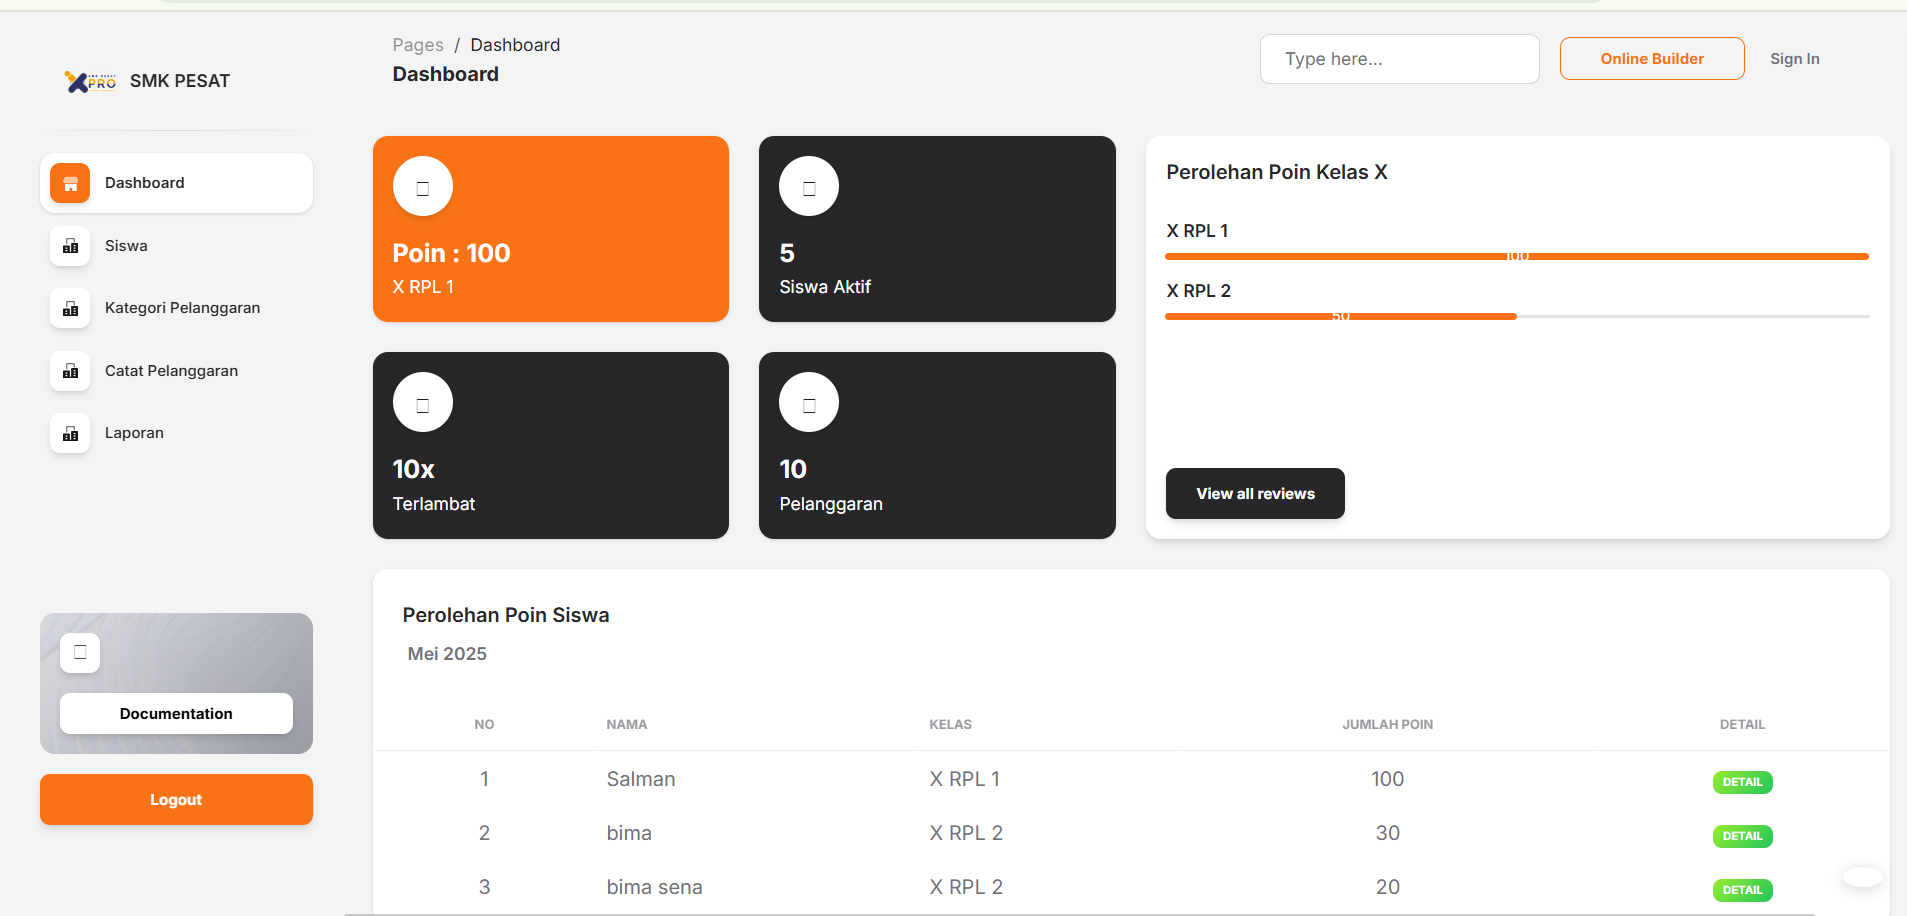 Pages / Dashboard
Dashboard
Type here...
Online Builder
Sign In
SMK PESAT
PRO
SMK PESAT
Dashboard
Siswa
Kategori Pelanggaran
Catat Pelanggaran
Laporan
Documentation
Logout
Poin : 100
X RPL 1
5
Siswa Aktif
10x
Terlambat
10
Pelanggaran
Perolehan Poin Kelas X
X RPL 1
100
X RPL 2
50
View all reviews
Perolehan Poin Siswa
Mei 2025
NO NAMA KELAS JUMLAH POIN DETAIL
1 Salman X RPL 1 100 DETAIL
2 bima X RPL 2 30 DETAIL
3 bima sena X RPL 2 20 DETAIL